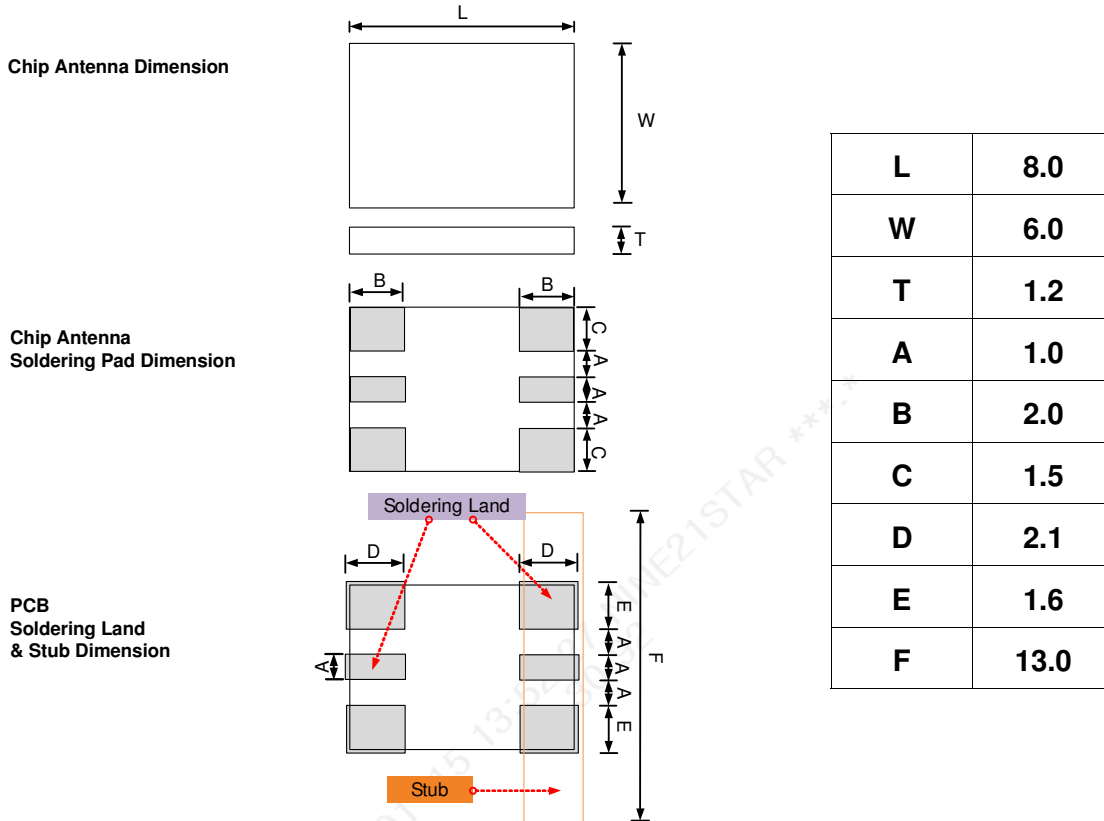 L
Chip Antenna Dimension
W
T
B
B
Chip Antenna
Soldering Pad Dimension
C
A
A
A
C
Soldering Land
D
D
PCB
Soldering Land
& Stub Dimension
E
A
A
A
A
E
F
Stub
L 8.0
W 6.0
T 1.2
A 1.0
B 2.0
C 1.5
D 2.1
E 1.6
F 13.0